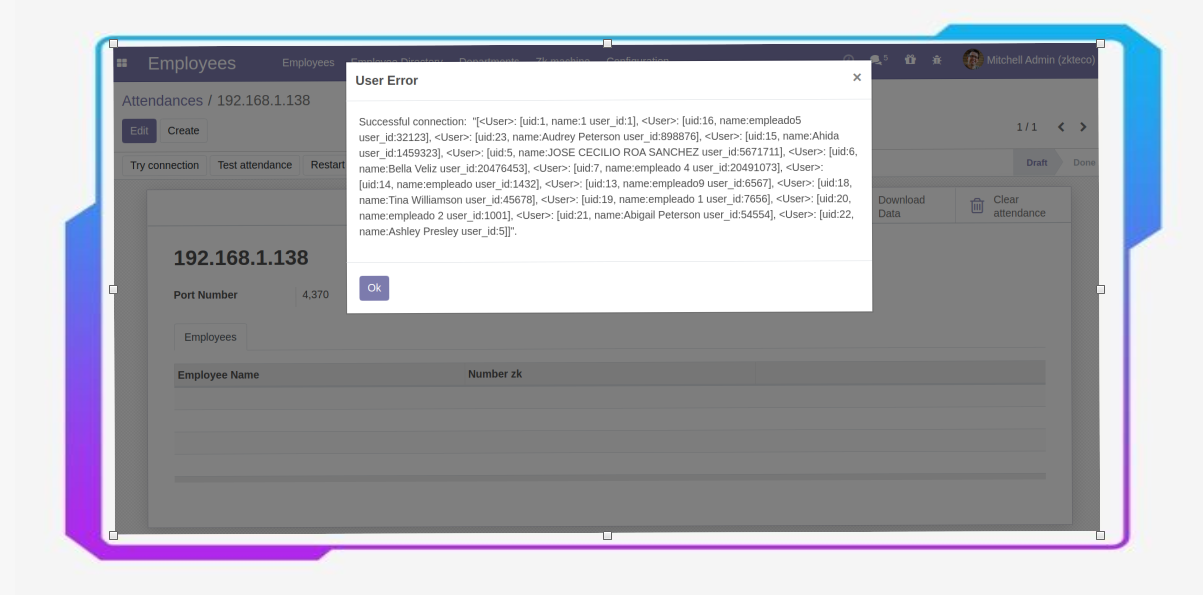 Employees
Employees Employee Directory Departments Zk machine Configuration
5
Mitchell Admin (zkteco)
Attendances / 192.168.1.138
Edit Create
1 / 1
Try connection Test attendance Restart
Draft Done
User Error ×
Successful connection: "[<User>: [uid:1, name:1 user_id:1], <User>: [uid:16, name:empleado5
user_id:32123], <User>: [uid:23, name:Audrey Peterson user_id:898876], <User>: [uid:15, name:Ahida
user_id:1459323], <User>: [uid:5, name:JOSE CECILIO ROA SANCHEZ user_id:5671711], <User>: [uid:6,
name:Bella Veliz user_id:20476453], <User>: [uid:7, name:empleado 4 user_id:20491073], <User>:
[uid:14, name:empleado user_id:1432], <User>: [uid:13, name:empleado9 user_id:6567], <User>: [uid:18,
name:Tina Williamson user_id:45678], <User>: [uid:19, name:empleado 1 user_id:7656], <User>: [uid:20,
name:empleado 2 user_id:1001], <User>: [uid:21, name:Abigail Peterson user_id:54554], <User>: [uid:22,
name:Ashley Presley user_id:5]]".
Ok
Download
Data
Clear
attendance
192.168.1.138
Port Number 4,370
Employees
Employee Name Number zk